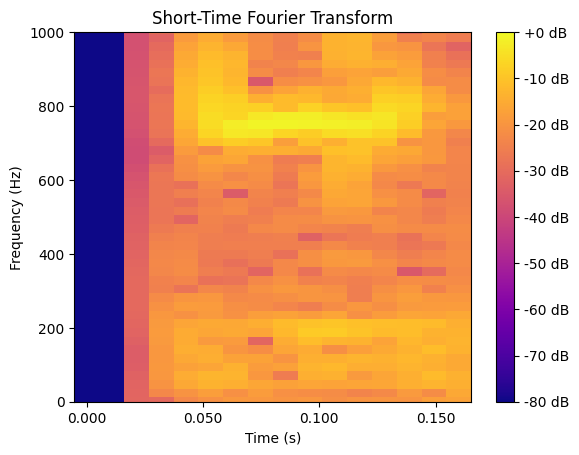 Short-Time Fourier Transform
Frequency (Hz)
1000
800
600
400
200
0
0.000
0.050
0.100
0.150
Time (s)
+0 dB
-10 dB
-20 dB
-30 dB
-40 dB
-50 dB
-60 dB
-70 dB
-80 dB